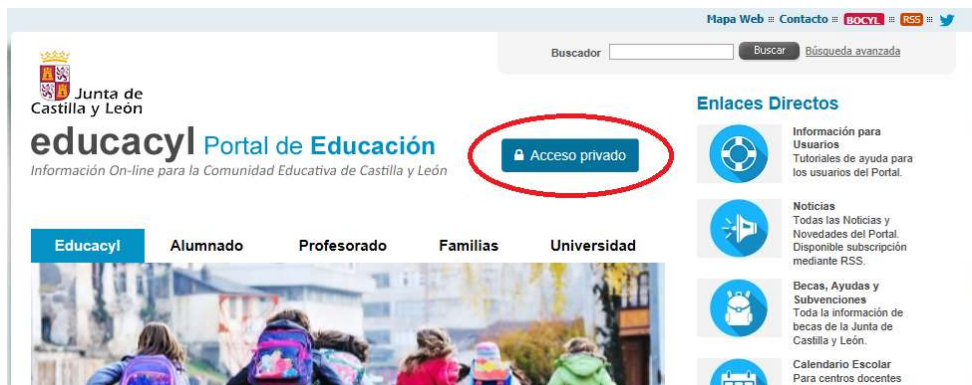 Mapa Web :: Contacto :: BOCYL :: RSS ::
Buscador Buscar Búsqueda avanzada
Junta de
Castilla y León
educacyl Portal de Educación
Información On-line para la Comunidad Educativa de Castilla y León
Acceso privado
Educacyl Alumnado Profesorado Familias Universidad
Enlaces Directos
Información para
Usuarios
Tutoriales de ayuda para
los usuarios del Portal.
Noticias
Todas las Noticias y
Novedades del Portal.
Disponible subscripción
mediante RSS.
Becas, Ayudas y
Subvenciones
Toda la información de
becas de la Junta de
Castilla y León.
Calendario Escolar
Para centros docentes